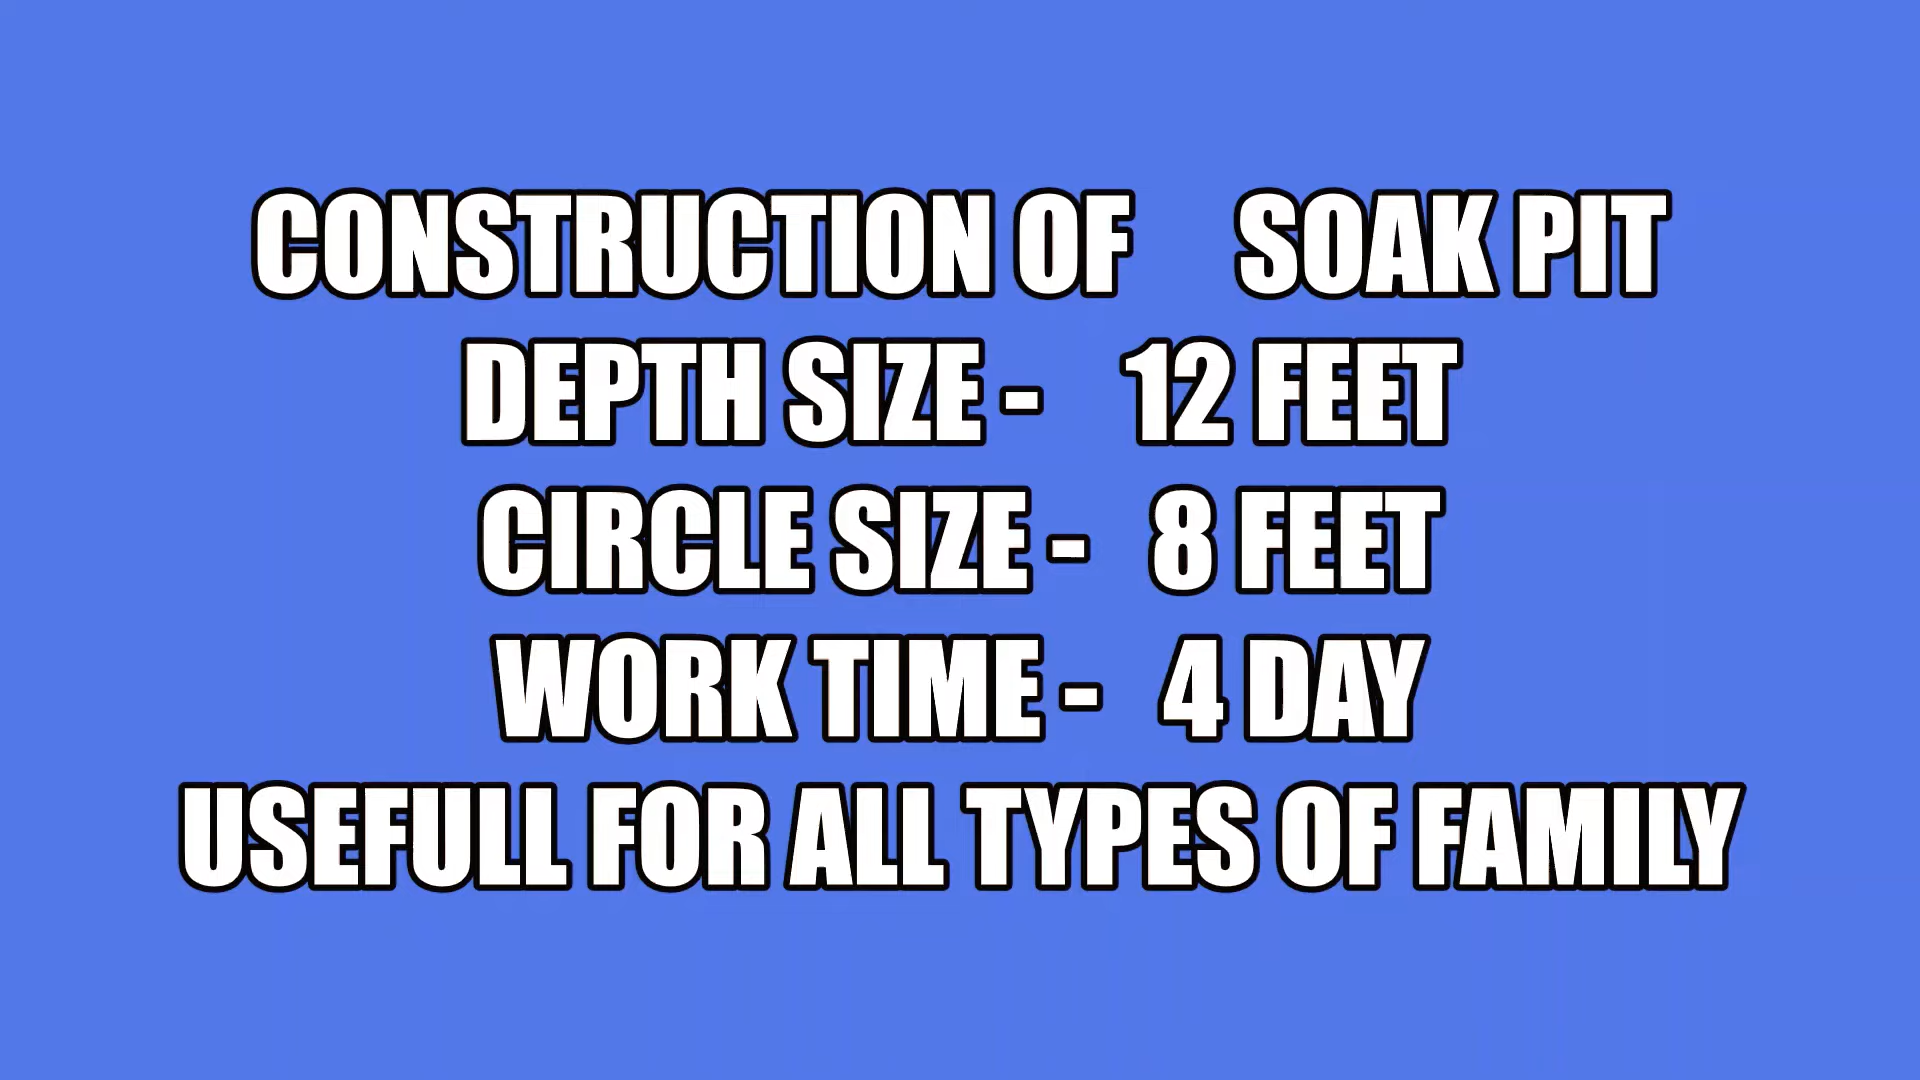 CONSTRUCTION OF SOAK PIT
DEPTH SIZE - 12 FEET
CIRCLE SIZE - 8 FEET
WORK TIME - 4 DAY
USEFULL FOR ALL TYPES OF FAMILY